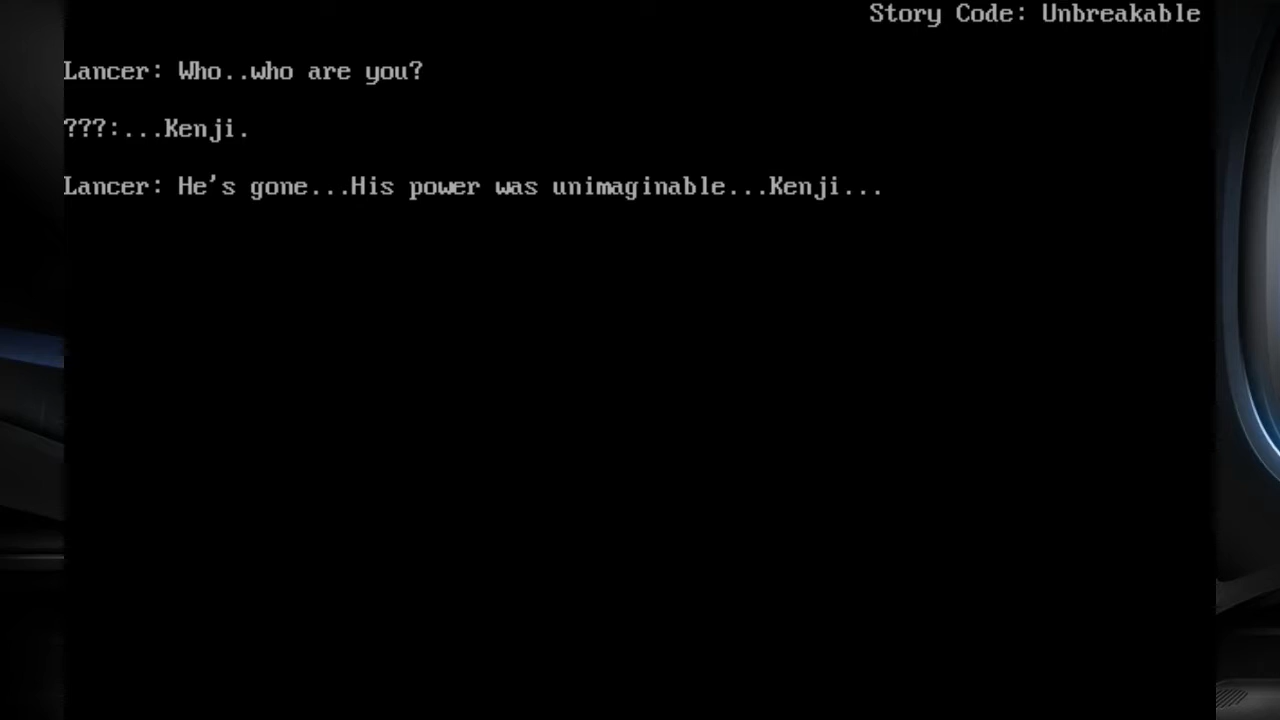 Story Code: Unbreakable
Lancer: Who..who are you?
???:...Kenji.
Lancer: He's gone...His power was unimaginable...Kenji...